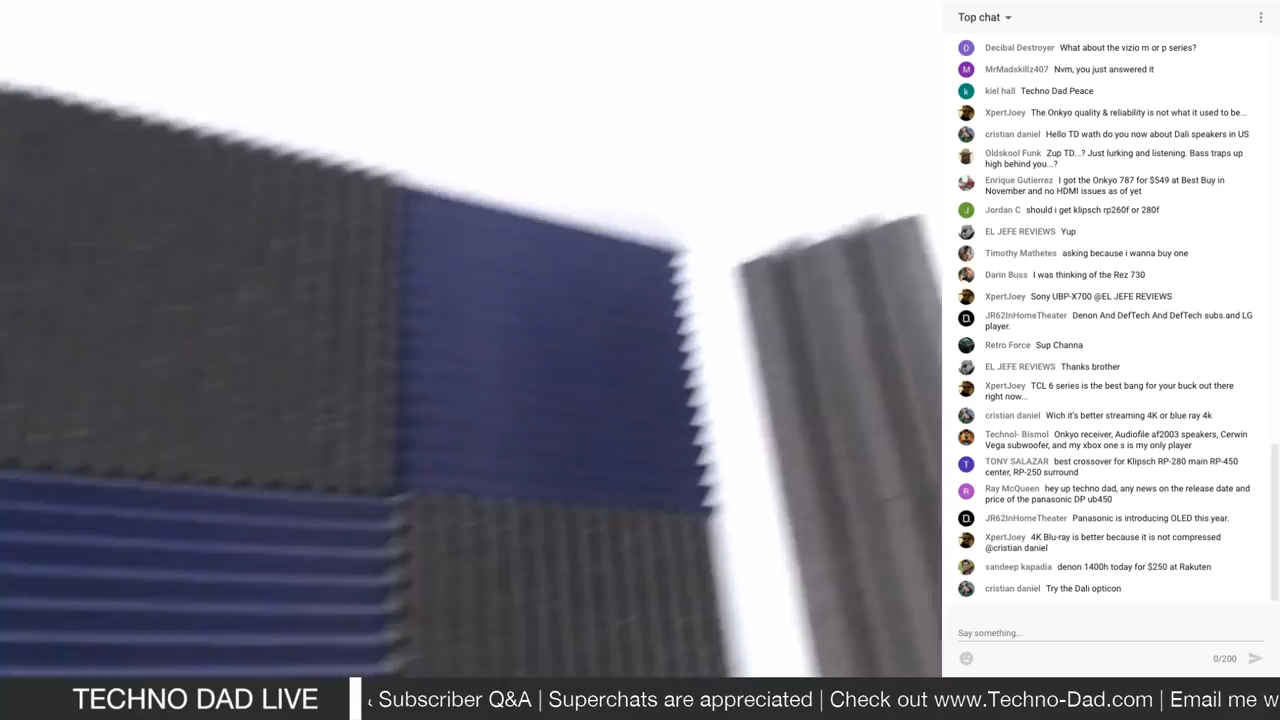 Top chat
Decibal Destroyer What about the vizio m or p series?
MrMadskillz407 Nvm, you just answered it
kiel hall Techno Dad Peace
XpertJoey The Onkyo quality & reliability is not what it used to be...
cristian daniel Hello TD wath do you now about Dali speakers in US
Oldskool Funk Zup TD...? Just lurking and listening. Bass traps up
high behind you...?
Enrique Gutierrez I got the Onkyo 787 for $549 at Best Buy in
November and no HDMI issues as of yet
Jordan C should i get klipsch rp260f or 280f
EL JEFE REVIEWS Yup
Timothy Mathetes asking because i wanna buy one
Darin Buss I was thinking of the Rez 730
XpertJoey Sony UBP-X700 @EL JEFE REVIEWS
JR62InHomeTheater Denon And DefTech And DefTech subs.and LG
player.
Retro Force Sup Channa
EL JEFE REVIEWS Thanks brother
XpertJoey TCL 6 series is the best bang for your buck out there
right now...
cristian daniel Wich it's better streaming 4K or blue ray 4k
Technol- Bismol Onkyo receiver, Audiofile af2003 speakers, Cerwin
Vega subwoofer, and my xbox one s is my only player
TONY SALAZAR best crossover for Klipsch RP-280 main RP-450
center, RP-250 surround
Ray McQueen hey up techno dad, any news on the release date and
price of the panasonic DP ub450
JR62InHomeTheater Panasonic is introducing OLED this year.
XpertJoey 4K Blu-ray is better because it is not compressed
@cristian daniel
sandeep kapadia denon 1400h today for $250 at Rakuten
cristian daniel Try the Dali opticon
Say something...
0/200
TECHNO DAD LIVE & Subscriber Q&A | Superchats are appreciated | Check out www.Techno-Dad.com | Email me w